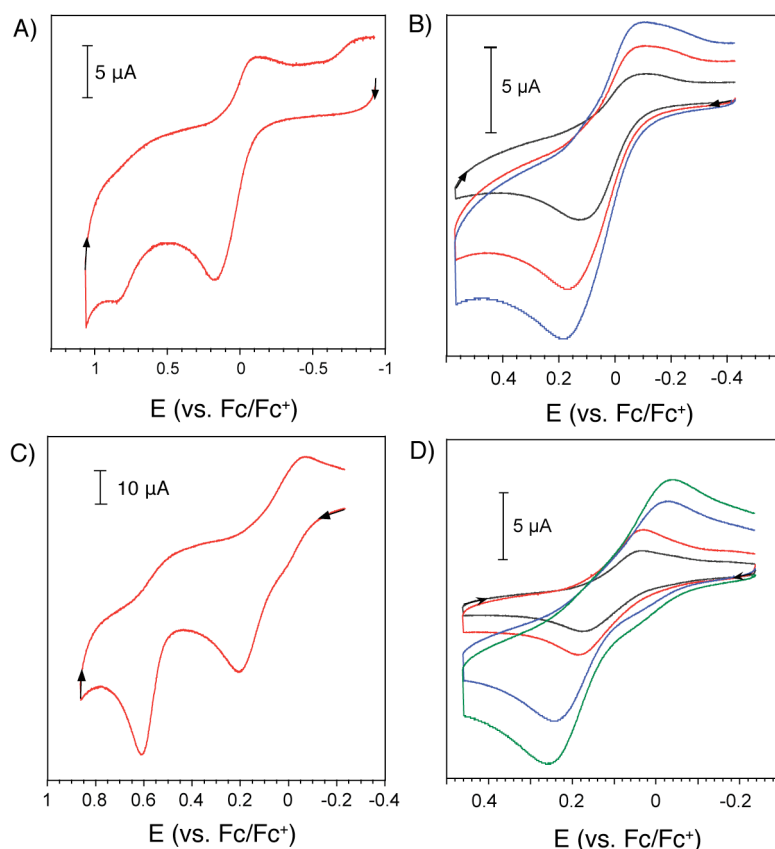 A)
5 µA
1 0.5 0 -0.5 -1
E (vs. Fc/Fc⁺)
B)
5 µA
0.4 0.2 0 -0.2 -0.4
E (vs. Fc/Fc⁺)
C)
10 µA
1 0.8 0.6 0.4 0.2 0 -0.2 -0.4
E (vs. Fc/Fc⁺)
D)
5 µA
0.4 0.2 0 -0.2
E (vs. Fc/Fc⁺)